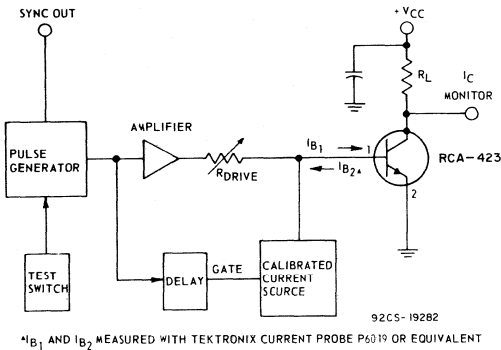 SYNC OUT
+ VCC
RL
IC
MONITOR
AMPLIFIER
PULSE
GENERATOR
RDRIVE
IB1
1
IB2▲
RCA-423
2
TEST
SWITCH
DELAY
GATE
CALIBRATED
CURRENT
SOURCE
92CS-19282
▲IB1 AND IB2 MEASURED WITH TEKTRONIX CURRENT PROBE P6019 OR EQUIVALENT